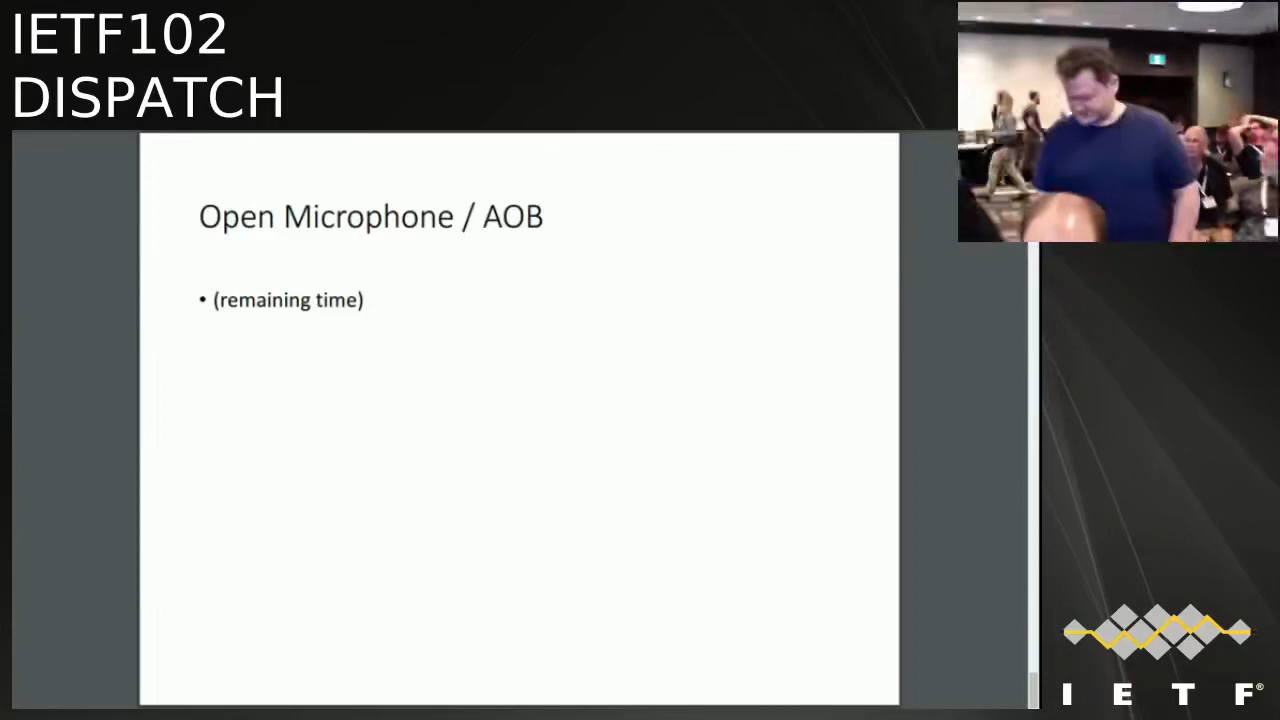 IETF102
DISPATCH
Open Microphone / AOB
• (remaining time)
I E T F®